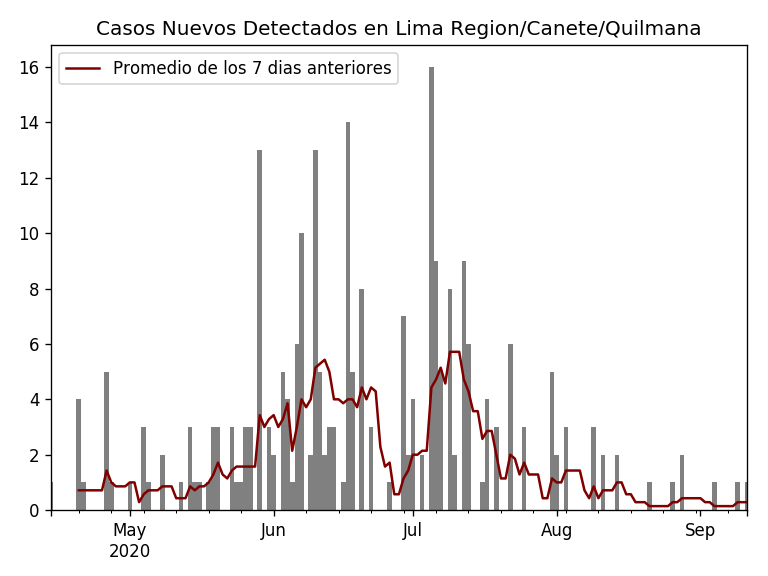 Casos Nuevos Detectados en Lima Region/Canete/Quilmana
Promedio de los 7 dias anteriores
16
14
12
10
8
6
4
2
0
May
2020
Jun
Jul
Aug
Sep